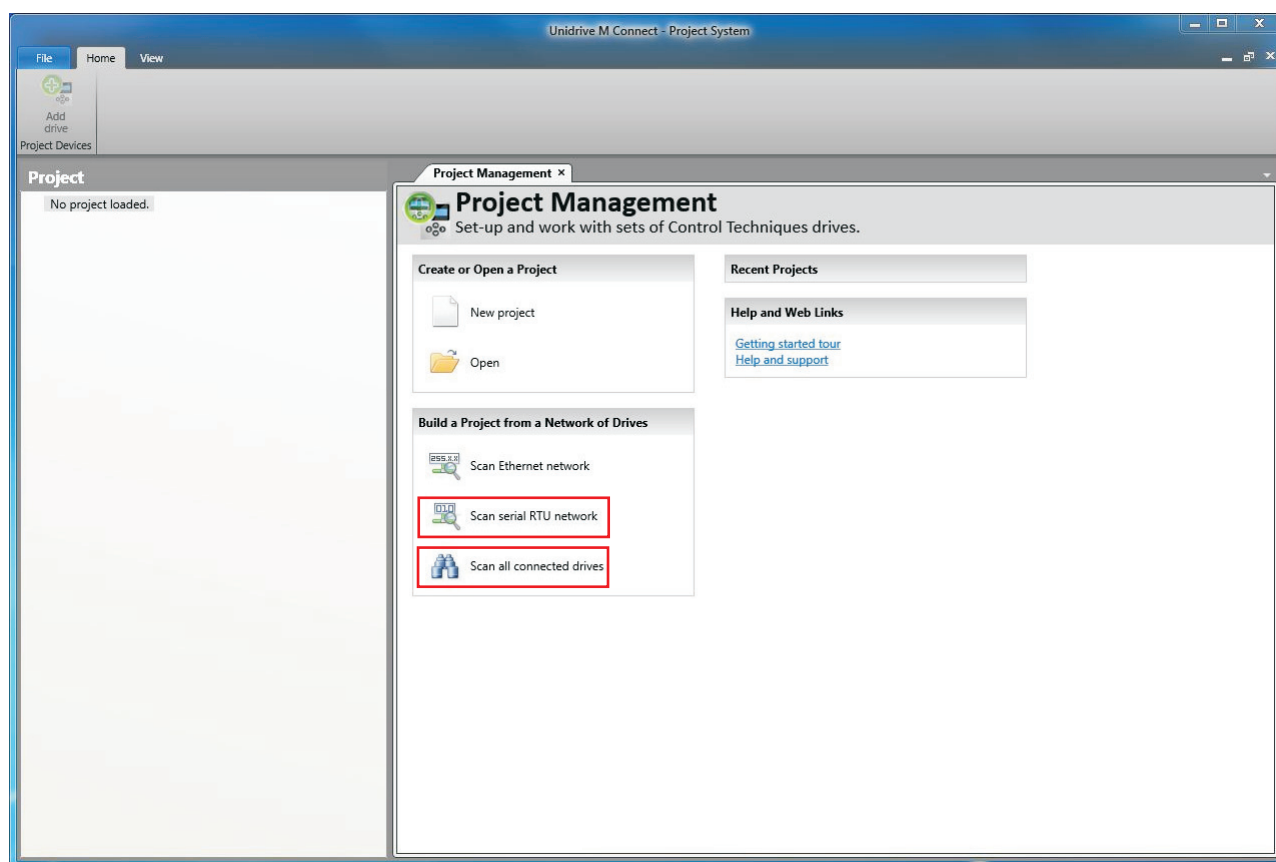 Unidrive M Connect - Project System
File Home View
Add
drive
Project Devices
Project
No project loaded.
Project Management ×
Project Management
Set-up and work with sets of Control Techniques drives.
Create or Open a Project
New project
Open
Recent Projects
Help and Web Links
Getting started tour
Help and support
Build a Project from a Network of Drives
255.x.x
Scan Ethernet network
010
Scan serial RTU network
Scan all connected drives